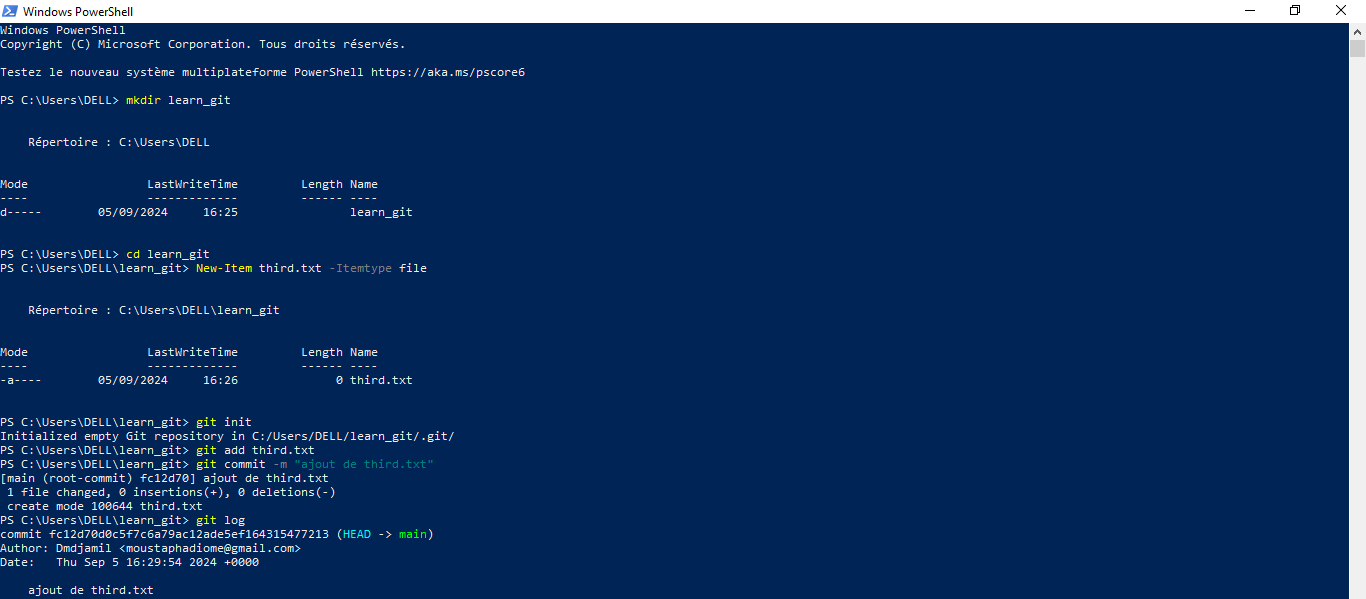 Windows PowerShell
Windows PowerShell
Copyright (C) Microsoft Corporation. Tous droits réservés.
Testez le nouveau système multiplateforme PowerShell https://aka.ms/pscore6
PS C:\Users\DELL> mkdir learn_git
    Répertoire : C:\Users\DELL
Mode                 LastWriteTime         Length Name
----                 -------------         ------ ----
d-----        05/09/2024     16:25                learn_git
PS C:\Users\DELL> cd learn_git
PS C:\Users\DELL\learn_git> New-Item third.txt -Itemtype file
    Répertoire : C:\Users\DELL\learn_git
Mode                 LastWriteTime         Length Name
----                 -------------         ------ ----
-a----        05/09/2024     16:26              0 third.txt
PS C:\Users\DELL\learn_git> git init
Initialized empty Git repository in C:/Users/DELL/learn_git/.git/
PS C:\Users\DELL\learn_git> git add third.txt
PS C:\Users\DELL\learn_git> git commit -m "ajout de third.txt"
[main (root-commit) fc12d70] ajout de third.txt
 1 file changed, 0 insertions(+), 0 deletions(-)
 create mode 100644 third.txt
PS C:\Users\DELL\learn_git> git log
commit fc12d70d0c5f7c6a79ac12ade5ef164315477213 (HEAD -> main)
Author: Dmdjamil <moustaphadiome@gmail.com>
Date:   Thu Sep 5 16:29:54 2024 +0000
    ajout de third.txt